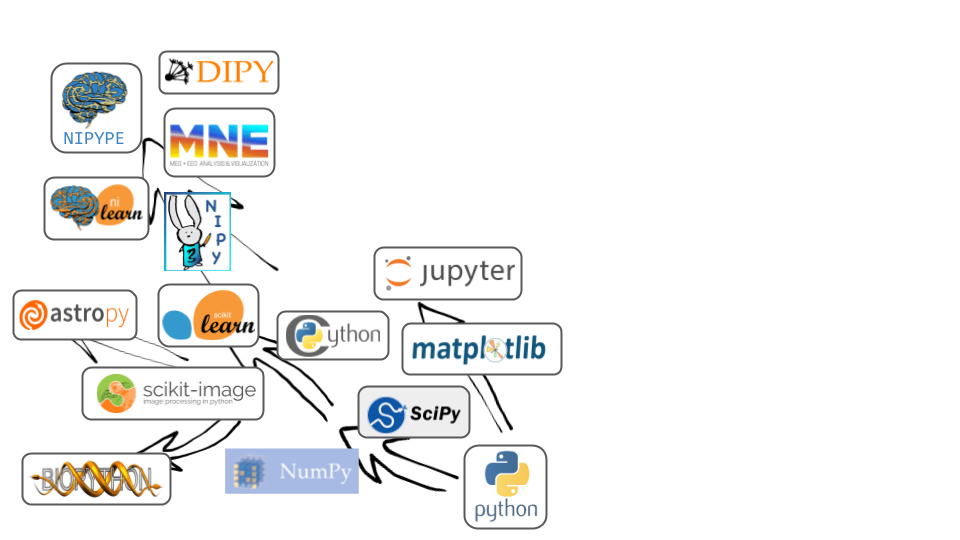 DIPY
NIPYPE
MNE
MEG + EEG ANALYSIS & VISUALIZATION
ni
learn
N
I
P
Y
jupyter
astropy
scikit
learn
Cython
matplotlib
scikit-image
image processing in python
SciPy
BIOPYTHON
NumPy
python